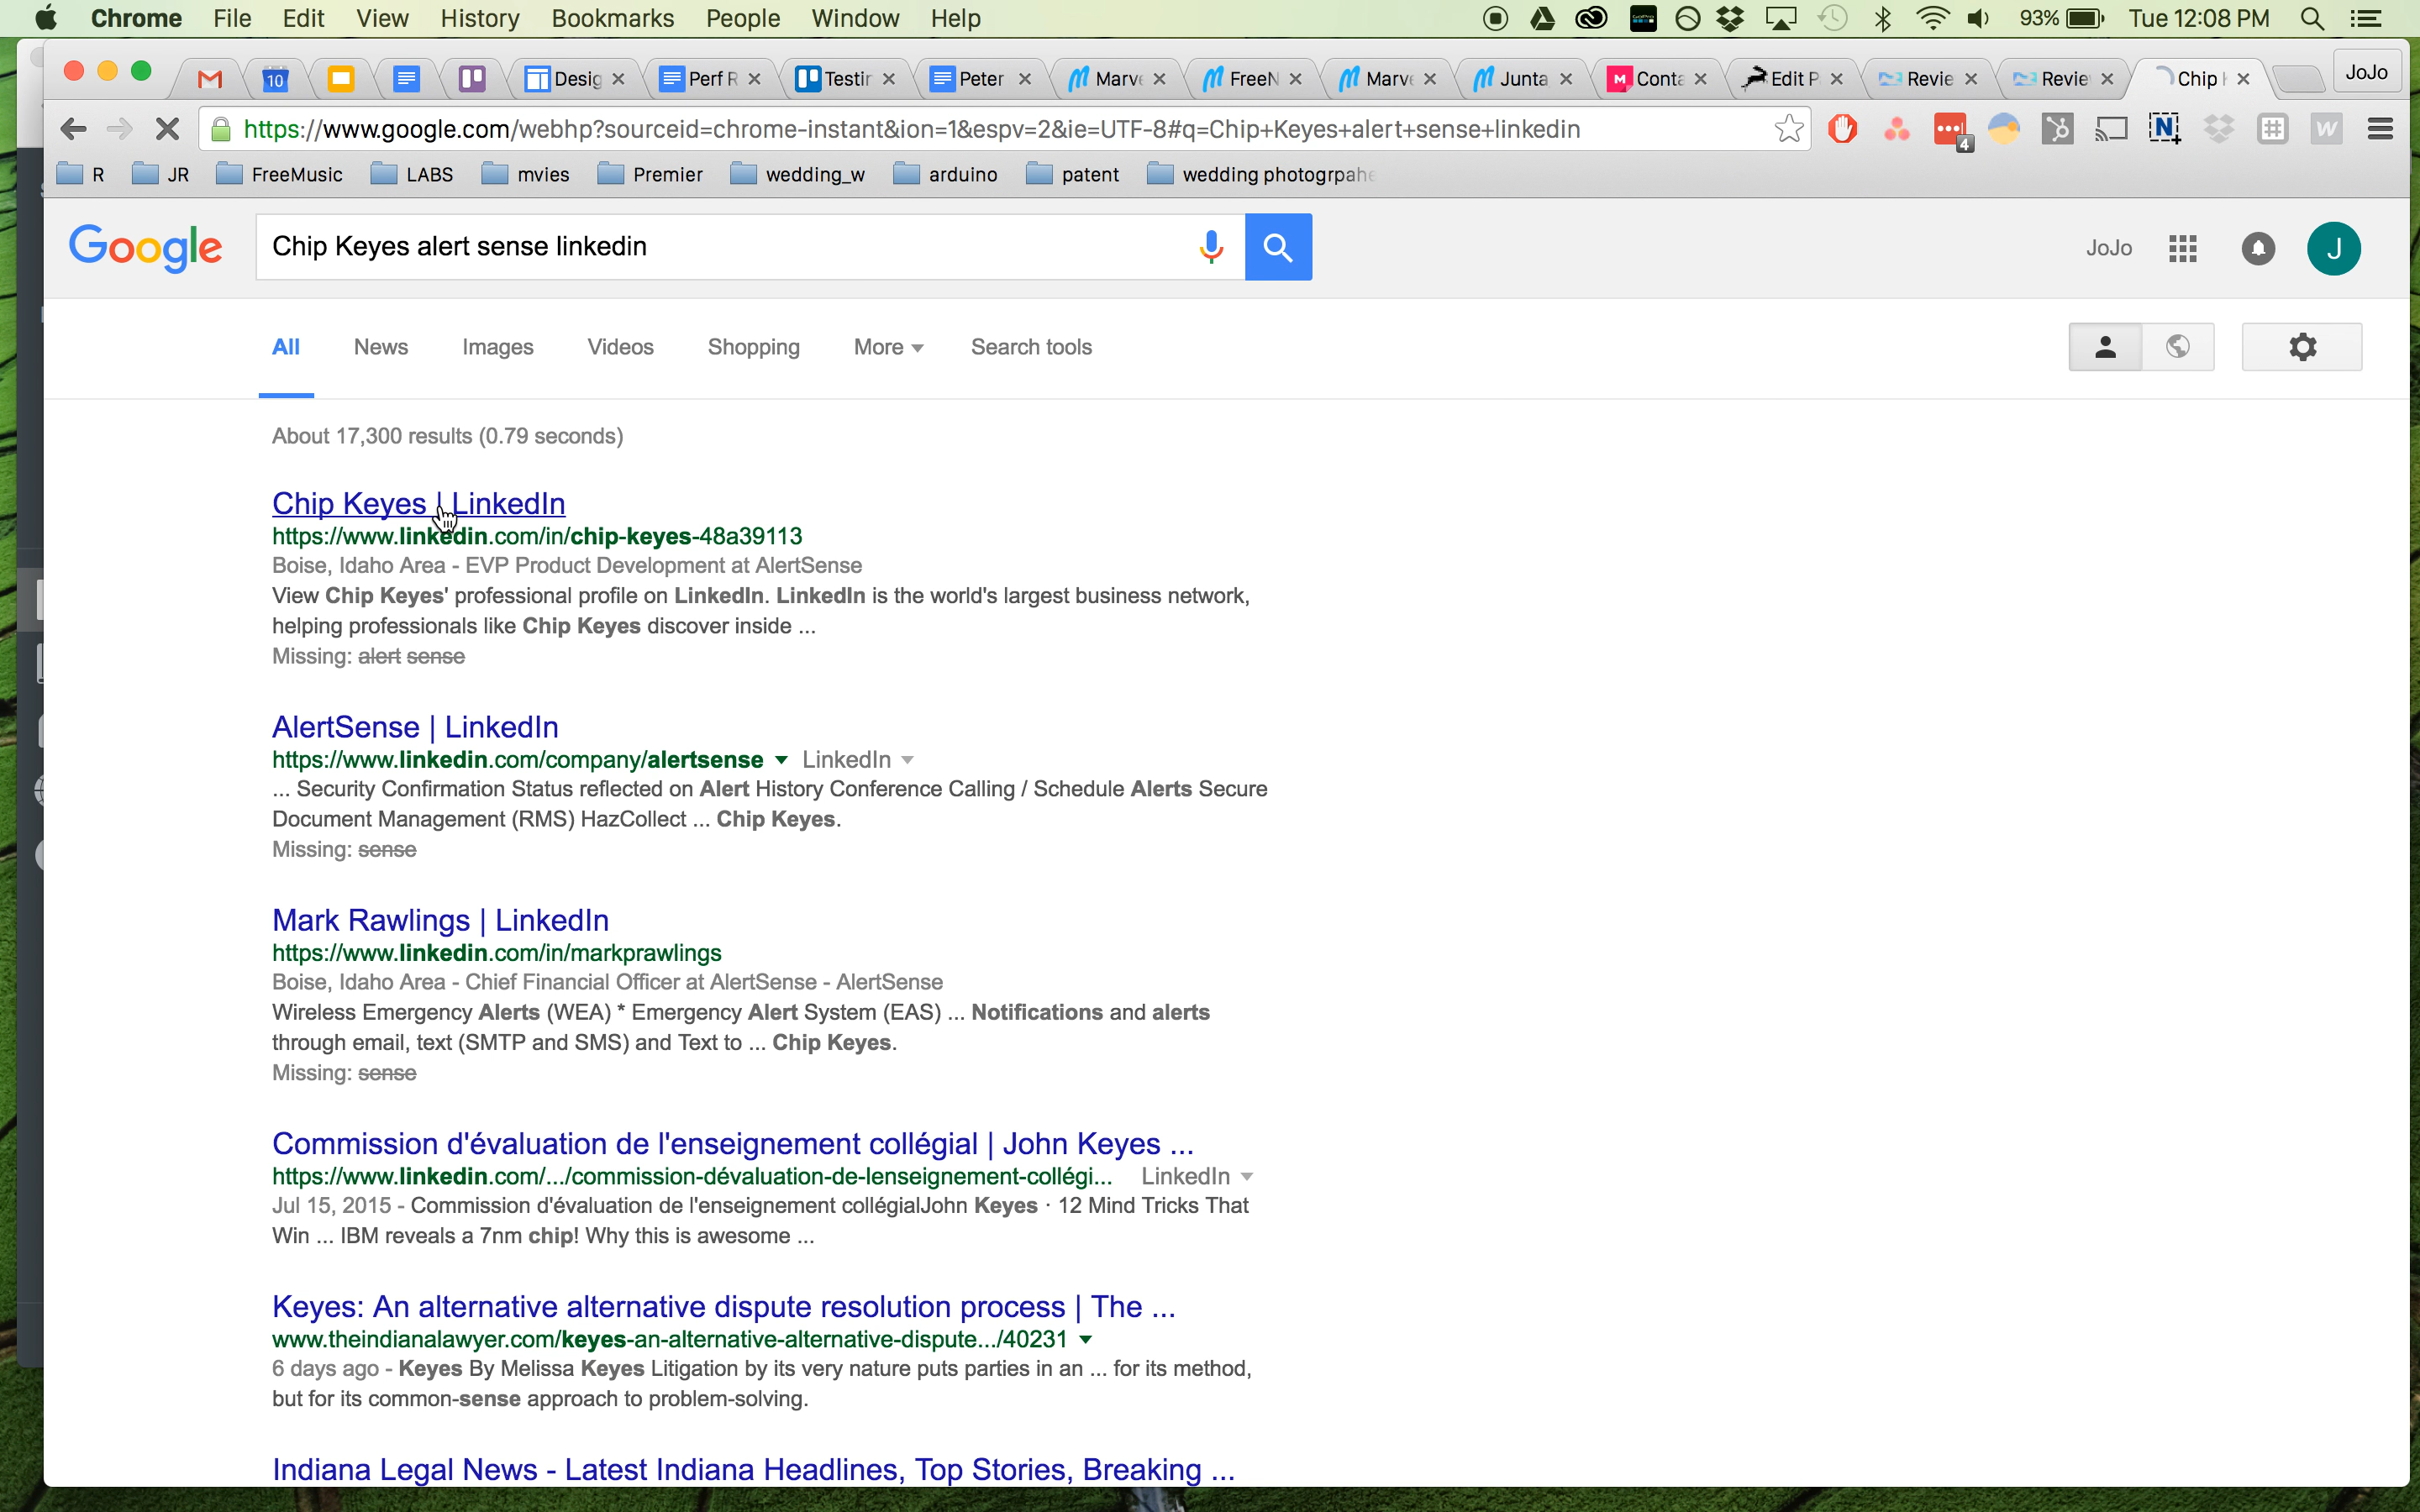 Chrome File Edit View History Bookmarks People Window Help 93% Tue 12:08 PM
10 Desig Perf R Testin Peter Marve FreeN Marve Junta Conta Edit P Revie Revie Chip JoJo
https://www.google.com/webhp?sourceid=chrome-instant&ion=1&espv=2&ie=UTF-8#q=Chip+Keyes+alert+sense+linkedin 4
R JR FreeMusic LABS mvies Premier wedding_w arduino patent wedding photogrpahe
Google Chip Keyes alert sense linkedin JoJo J
All News Images Videos Shopping More Search tools
About 17,300 results (0.79 seconds)
Chip Keyes | LinkedIn
https://www.linkedin.com/in/chip-keyes-48a39113
Boise, Idaho Area - EVP Product Development at AlertSense
View Chip Keyes' professional profile on LinkedIn. LinkedIn is the world's largest business network,
helping professionals like Chip Keyes discover inside ...
Missing: alert sense
AlertSense | LinkedIn
https://www.linkedin.com/company/alertsense LinkedIn
... Security Confirmation Status reflected on Alert History Conference Calling / Schedule Alerts Secure
Document Management (RMS) HazCollect ... Chip Keyes.
Missing: sense
Mark Rawlings | LinkedIn
https://www.linkedin.com/in/markprawlings
Boise, Idaho Area - Chief Financial Officer at AlertSense - AlertSense
Wireless Emergency Alerts (WEA) * Emergency Alert System (EAS) ... Notifications and alerts
through email, text (SMTP and SMS) and Text to ... Chip Keyes.
Missing: sense
Commission d'évaluation de l'enseignement collégial | John Keyes ...
https://www.linkedin.com/.../commission-dévaluation-de-lenseignement-collégi... LinkedIn
Jul 15, 2015 - Commission d'évaluation de l'enseignement collégialJohn Keyes · 12 Mind Tricks That
Win ... IBM reveals a 7nm chip! Why this is awesome ...
Keyes: An alternative alternative dispute resolution process | The ...
www.theindianalawyer.com/keyes-an-alternative-alternative-dispute.../40231
6 days ago - Keyes By Melissa Keyes Litigation by its very nature puts parties in an ... for its method,
but for its common-sense approach to problem-solving.
Indiana Legal News - Latest Indiana Headlines, Top Stories, Breaking ...